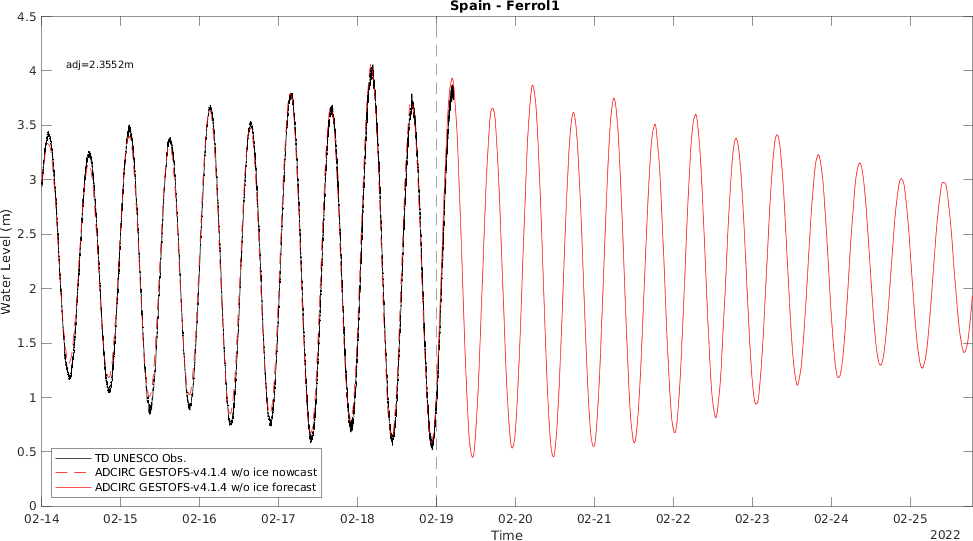 Spain - Ferrol1
4.5
adj=2.3552m
4
3.5
3
2.5
2
1.5
1
0.5
0
Water Level (m)
TD UNESCO Obs.
ADCIRC GESTOFS-v4.1.4 w/o ice nowcast
ADCIRC GESTOFS-v4.1.4 w/o ice forecast
02-14 02-15 02-16 02-17 02-18 02-19 02-20 02-21 02-22 02-23 02-24 02-25
Time
2022